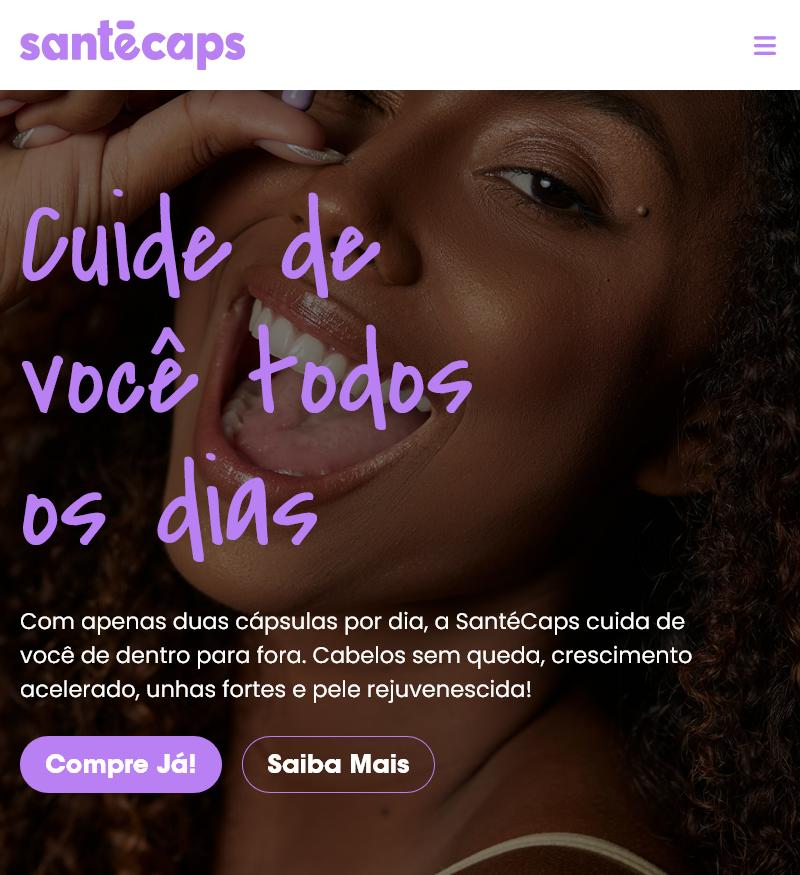 santēcaps
Cuide de
você todos
os dias
Com apenas duas cápsulas por dia, a SantéCaps cuida de
você de dentro para fora. Cabelos sem queda, crescimento
acelerado, unhas fortes e pele rejuvenescida!
Compre Já!
Saiba Mais